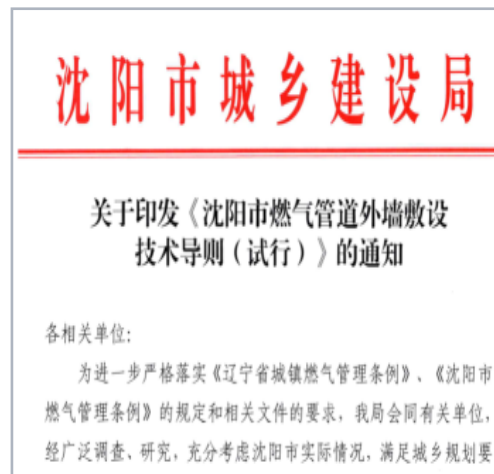 沈阳市城乡建设局
关于印发《沈阳市燃气管道外墙敷设
技术导则（试行）》的通知
各相关单位：
为进一步严格落实《辽宁省城镇燃气管理条例》、《沈阳市
燃气管理条例》的规定和相关文件的要求，我局会同有关单位，
经广泛调查、研究，充分考虑沈阳市实际情况，满足城乡规划要